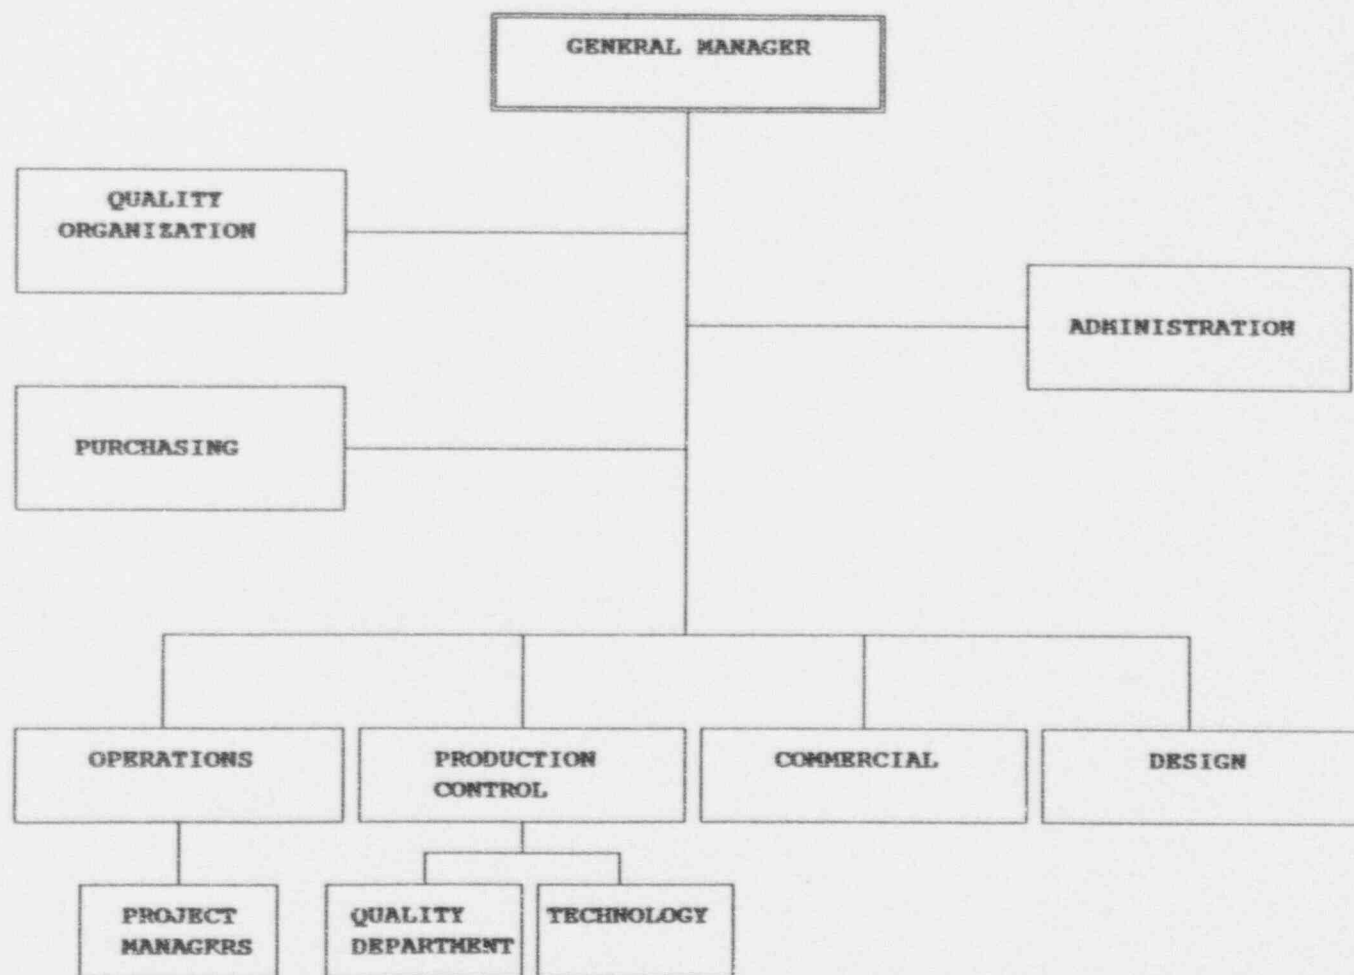 GENERAL MANAGER
QUALITY
ORGANIZATION
ADMINISTRATION
PURCHASING
OPERATIONS
PRODUCTION
CONTROL
COMMERCIAL
DESIGN
PROJECT
MANAGERS
QUALITY
DEPARTMENT
TECHNOLOGY